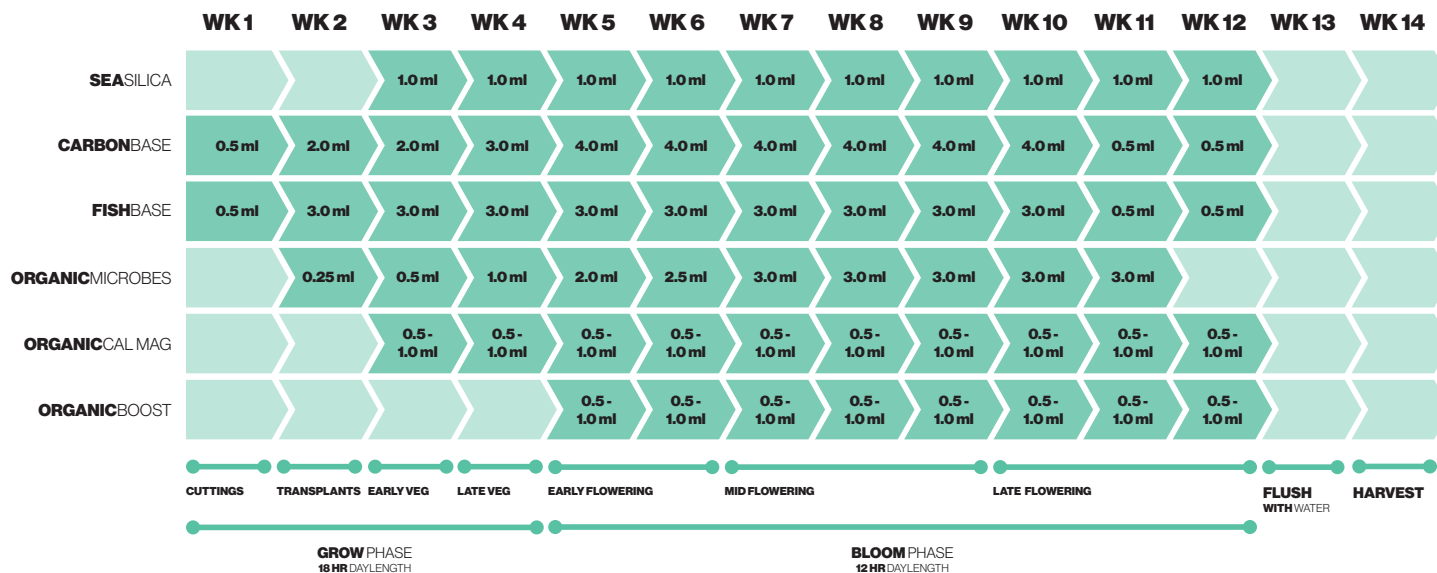 WK 1 WK 2 WK 3 WK 4 WK 5 WK 6 WK 7 WK 8 WK 9 WK 10 WK 11 WK 12 WK 13 WK 14
SEASILICA 1.0 ml 1.0 ml 1.0 ml 1.0 ml 1.0 ml 1.0 ml 1.0 ml 1.0 ml 1.0 ml 1.0 ml
CARBONBASE 0.5 ml 2.0 ml 2.0 ml 3.0 ml 4.0 ml 4.0 ml 4.0 ml 4.0 ml 4.0 ml 4.0 ml 0.5 ml 0.5 ml
FISHBASE 0.5 ml 3.0 ml 3.0 ml 3.0 ml 3.0 ml 3.0 ml 3.0 ml 3.0 ml 3.0 ml 3.0 ml 0.5 ml 0.5 ml
ORGANICMICROBES 0.25 ml 0.5 ml 1.0 ml 2.0 ml 2.5 ml 3.0 ml 3.0 ml 3.0 ml 3.0 ml 3.0 ml
ORGANICCAL MAG 0.5 - 0.5 - 0.5 - 0.5 - 0.5 - 0.5 - 0.5 - 0.5 - 0.5 - 0.5 -
1.0 ml 1.0 ml 1.0 ml 1.0 ml 1.0 ml 1.0 ml 1.0 ml 1.0 ml 1.0 ml 1.0 ml
ORGANICBOOST 0.5 - 0.5 - 0.5 - 0.5 - 0.5 - 0.5 - 0.5 - 0.5 -
1.0 ml 1.0 ml 1.0 ml 1.0 ml 1.0 ml 1.0 ml 1.0 ml 1.0 ml
CUTTINGS TRANSPLANTS EARLY VEG LATE VEG EARLY FLOWERING MID FLOWERING LATE FLOWERING FLUSH HARVEST
WITH WATER
GROW PHASE BLOOM PHASE
18 HR DAYLENGTH 12 HR DAYLENGTH